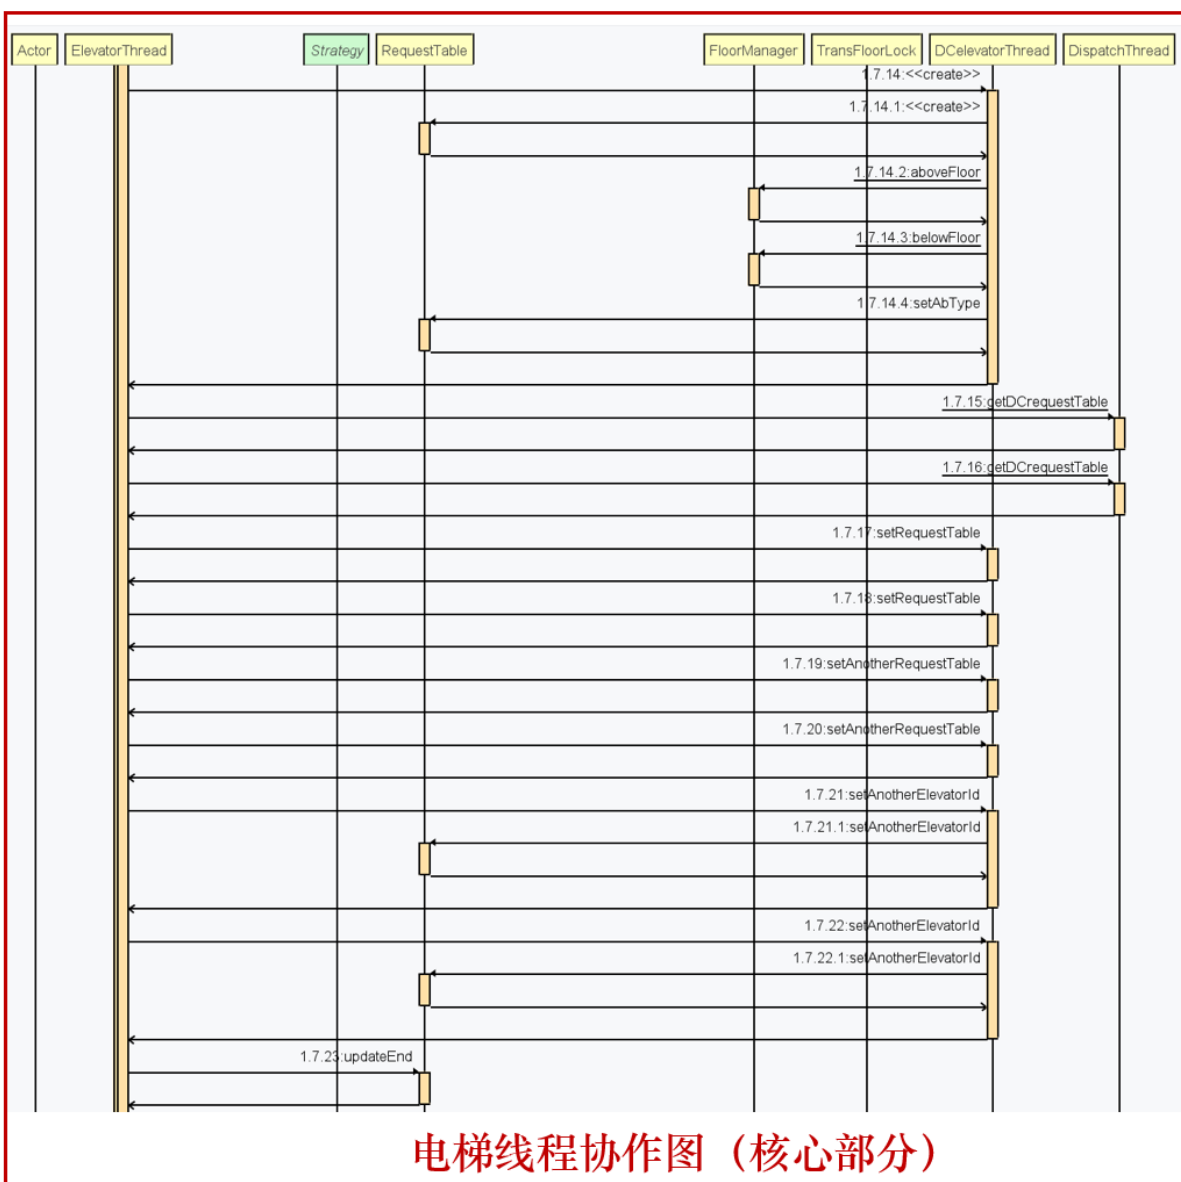 Actor ElevatorThread Strategy RequestTable FloorManager TransFloorLock DCelevatorThread DispatchThread
1.7.14:<<create>>
1.7.14.1:<<create>>
1.7.14.2:aboveFloor
1.7.14.3:belowFloor
1.7.14.4:setAbType
1.7.15:getDCrequestTable
1.7.16:getDCrequestTable
1.7.17:setRequestTable
1.7.18:setRequestTable
1.7.19:setAnotherRequestTable
1.7.20:setAnotherRequestTable
1.7.21:setAnotherElevatorId
1.7.21.1:setAnotherElevatorId
1.7.22:setAnotherElevatorId
1.7.22.1:setAnotherElevatorId
1.7.23:updateEnd
电梯线程协作图（核心部分）